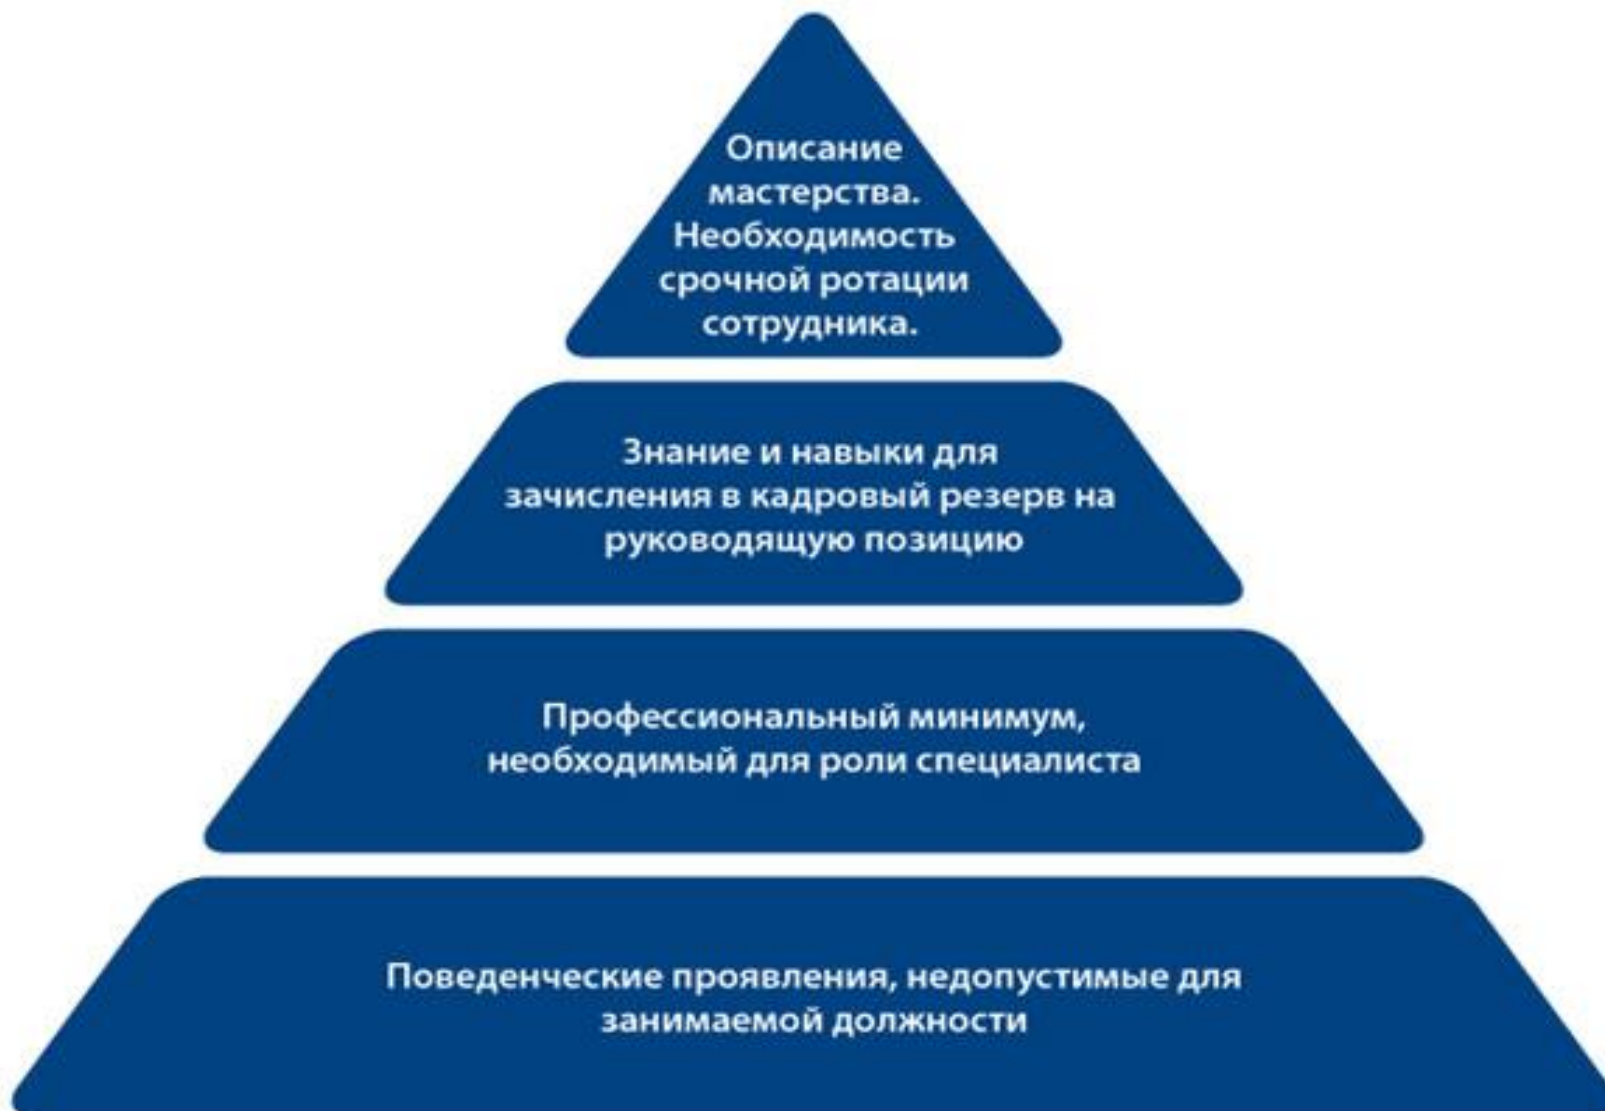 Описание
мастерства.
Необходимость
срочной ротации
сотрудника.
Знание и навыки для
зачисления в кадровый резерв на
руководящую позицию
Профессиональный минимум,
необходимый для роли специалиста
Поведенческие проявления, недопустимые для
занимаемой должности